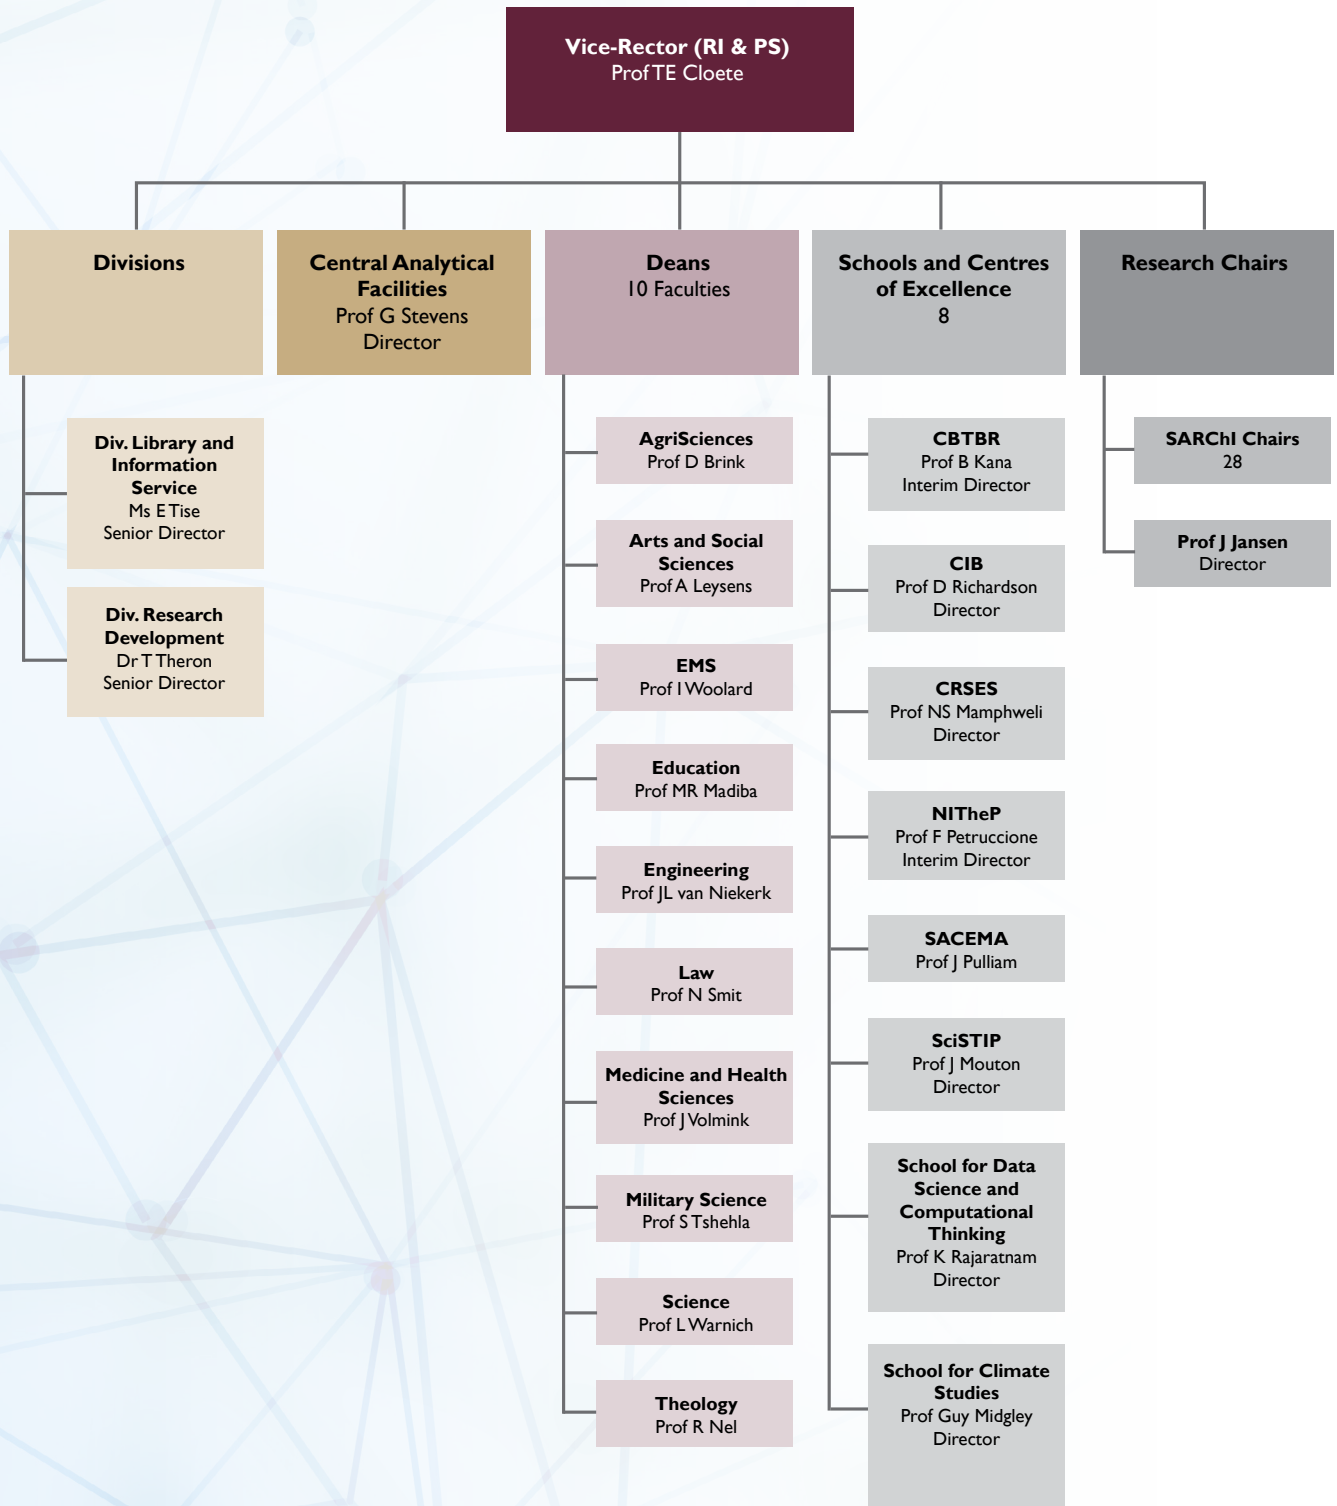 Vice-Rector (RI & PS)
Prof TE Cloete
Divisions
Central Analytical
Facilities
Prof G Stevens
Director
Deans
10 Faculties
Schools and Centres
of Excellence
8
Research Chairs
Div. Library and
Information
Service
Ms E Tise
Senior Director
Div. Research
Development
Dr T Theron
Senior Director
AgriSciences
Prof D Brink
Arts and Social
Sciences
Prof A Leysens
EMS
Prof I Woolard
Education
Prof MR Madiba
Engineering
Prof JL van Niekerk
Law
Prof N Smit
Medicine and Health
Sciences
Prof J Volmink
Military Science
Prof S Tshehla
Science
Prof L Warnich
Theology
Prof R Nel
CBTBR
Prof B Kana
Interim Director
CIB
Prof D Richardson
Director
CRSES
Prof NS Mamphweli
Director
NITheP
Prof F Petruccione
Interim Director
SACEMA
Prof J Pulliam
SciSTIP
Prof J Mouton
Director
School for Data
Science and
Computational
Thinking
Prof K Rajaratnam
Director
School for Climate
Studies
Prof Guy Midgley
Director
SARChI Chairs
28
Prof J Jansen
Director